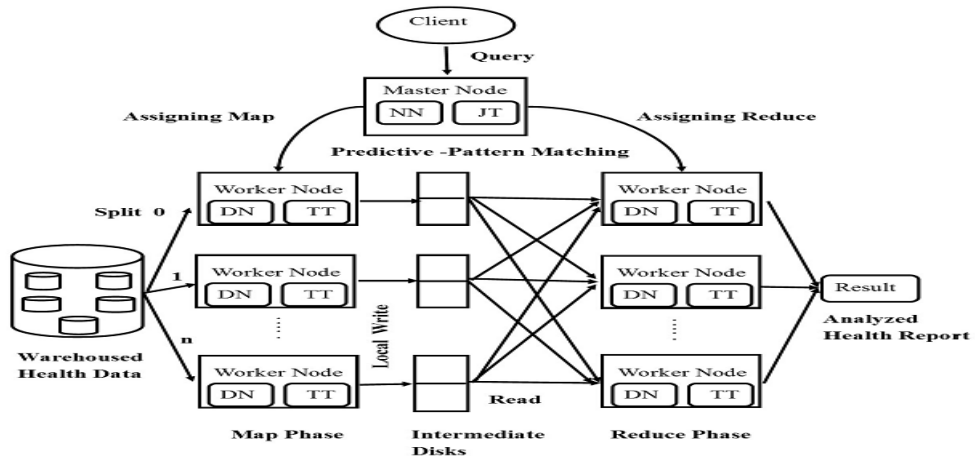 Client
Query
Master Node
NN JT
Assigning Map
Assigning Reduce
Predictive -Pattern Matching
Worker Node
DN TT
Worker Node
DN TT
Split 0
1
Worker Node
DN TT
Worker Node
DN TT
Result
Analyzed
Health Report
Local Write
n
Warehoused
Health Data
Worker Node
DN TT
Worker Node
DN TT
Read
Map Phase
Intermediate
Disks
Reduce Phase